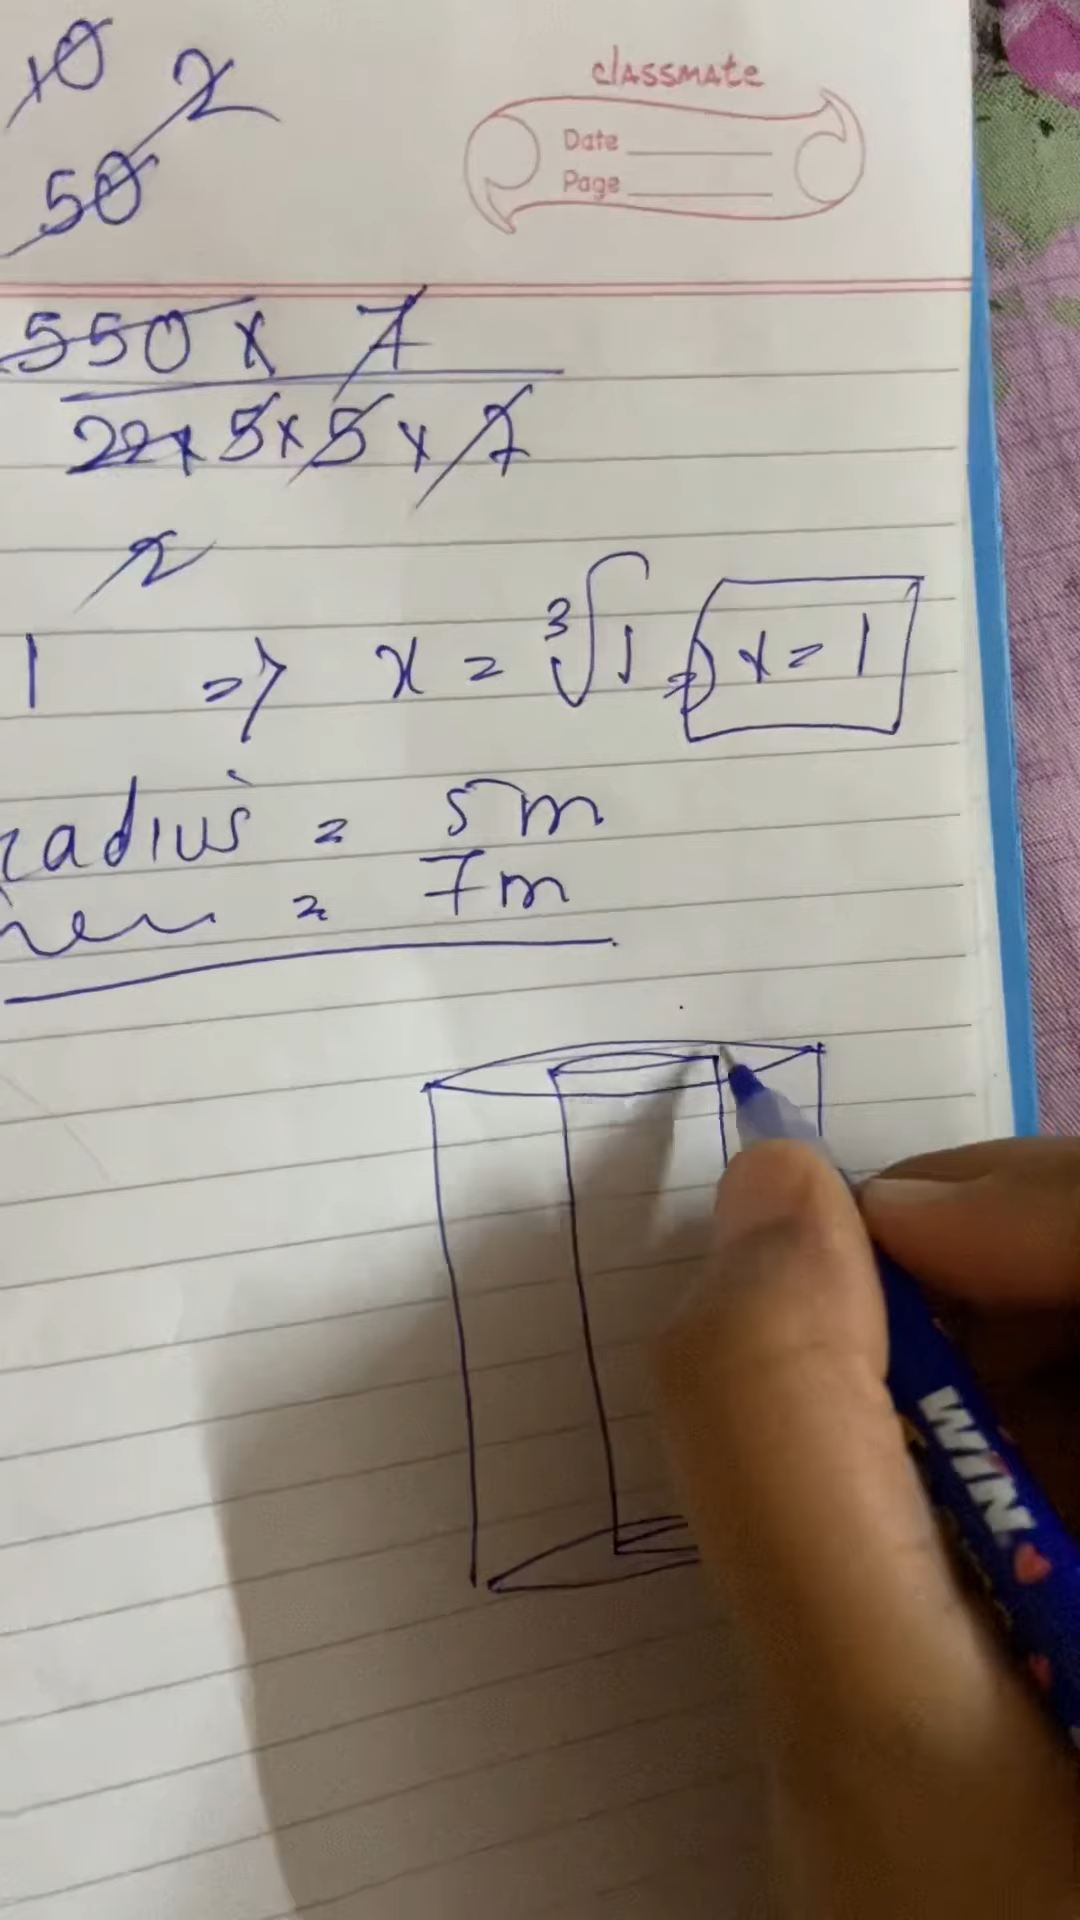 classmate
Date
Page
10 2
50
550 x 7
22 x 5 x 5 x 7
2
1 => x = ∛1 => x = 1
radius = 5m
= 7m
WIN